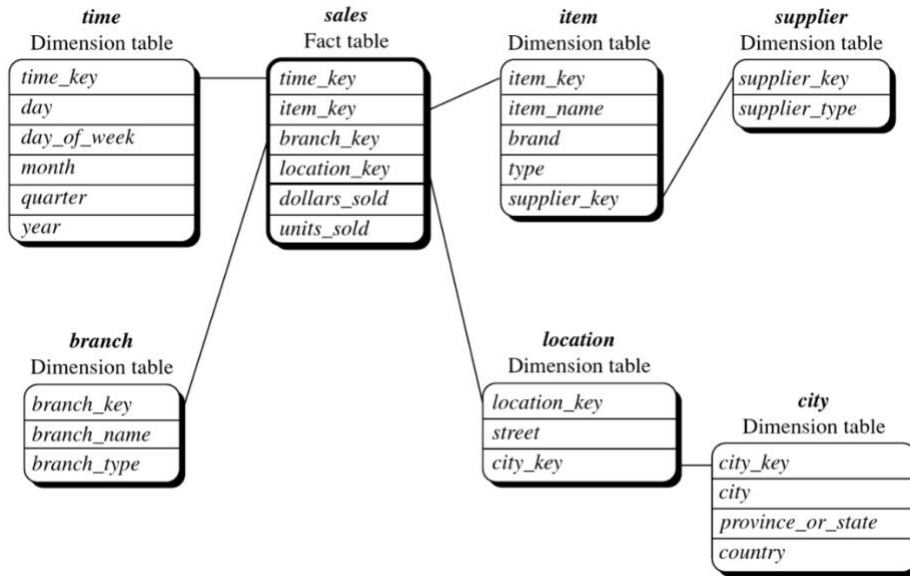 time
Dimension table
time_key
day
day_of_week
month
quarter
year
sales
Fact table
time_key
item_key
branch_key
location_key
dollars_sold
units_sold
item
Dimension table
item_key
item_name
brand
type
supplier_key
supplier
Dimension table
supplier_key
supplier_type
branch
Dimension table
branch_key
branch_name
branch_type
location
Dimension table
location_key
street
city_key
city
Dimension table
city_key
city
province_or_state
country